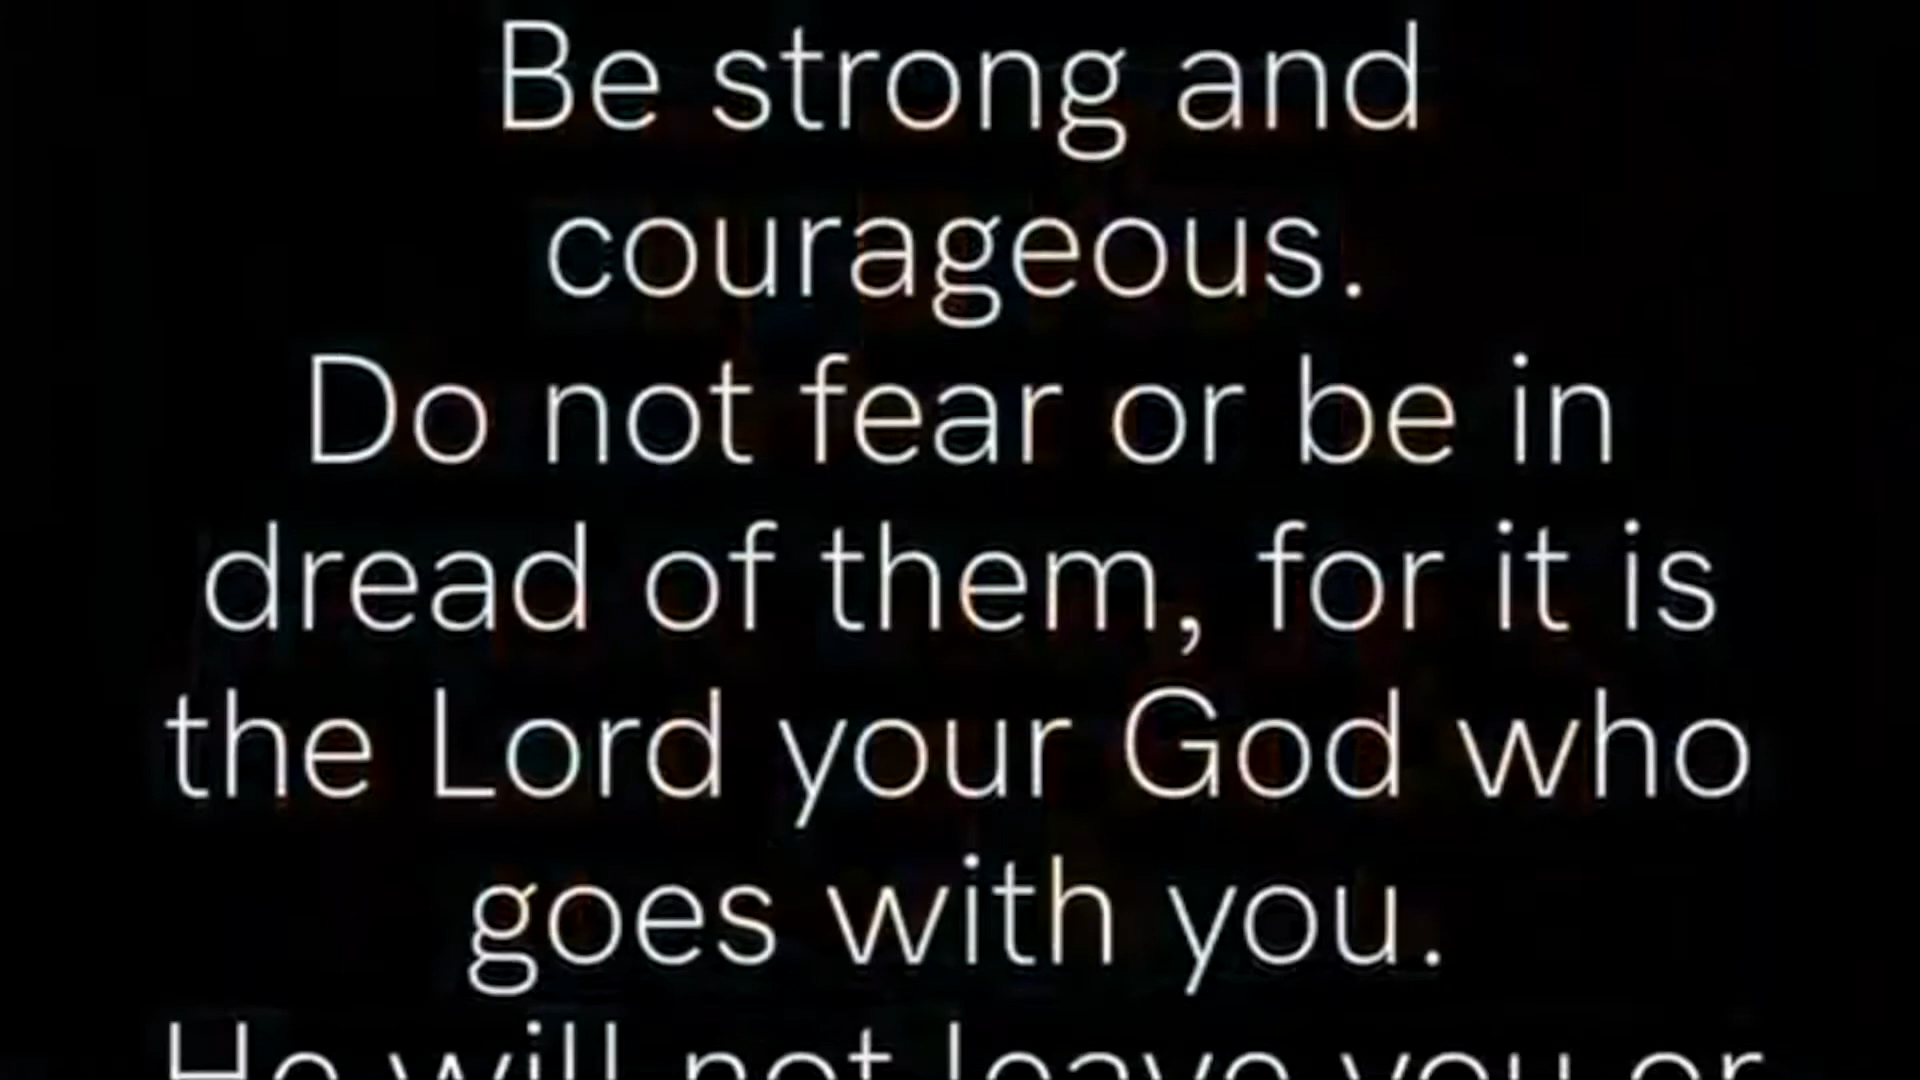 Be strong and
courageous.
Do not fear or be in
dread of them, for it is
the Lord your God who
goes with you.
He will not leave you or